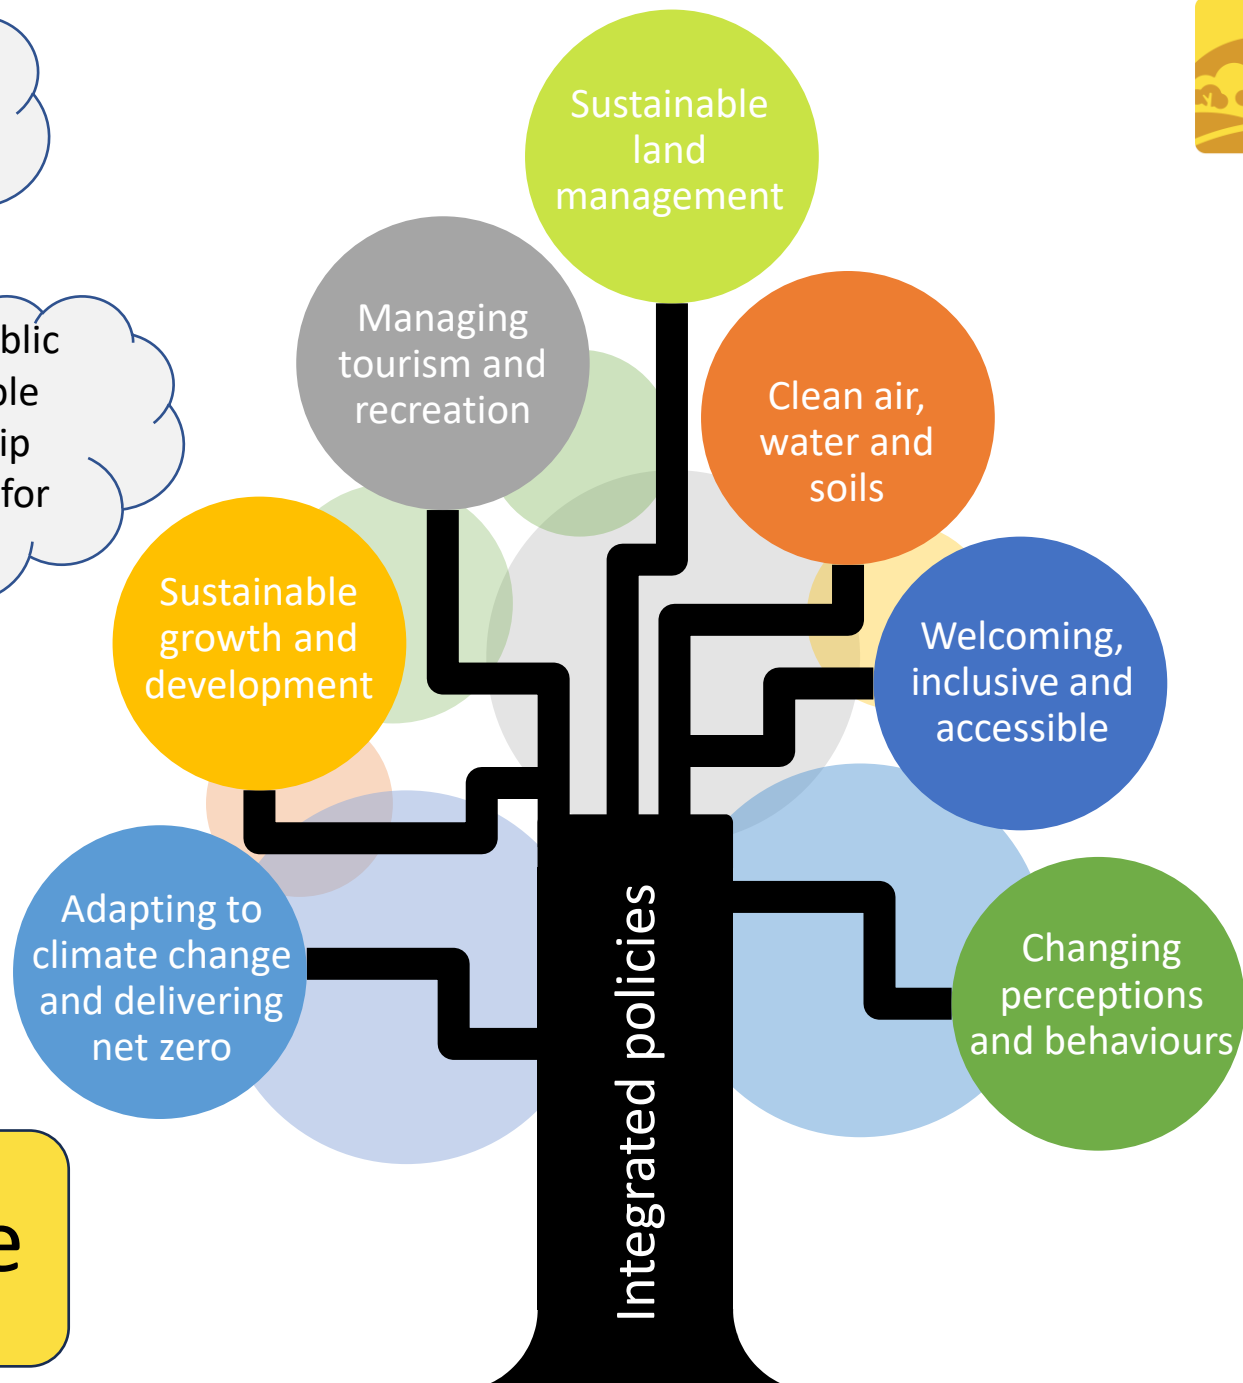 Sustainable
land
management
Managing
tourism and
recreation
Clean air,
water and
soils
for
Sustainable
growth and
development
Welcoming,
inclusive and
accessible
Adapting to
climate change
and delivering
net zero
Changing
perceptions
and behaviours
Integrated policies